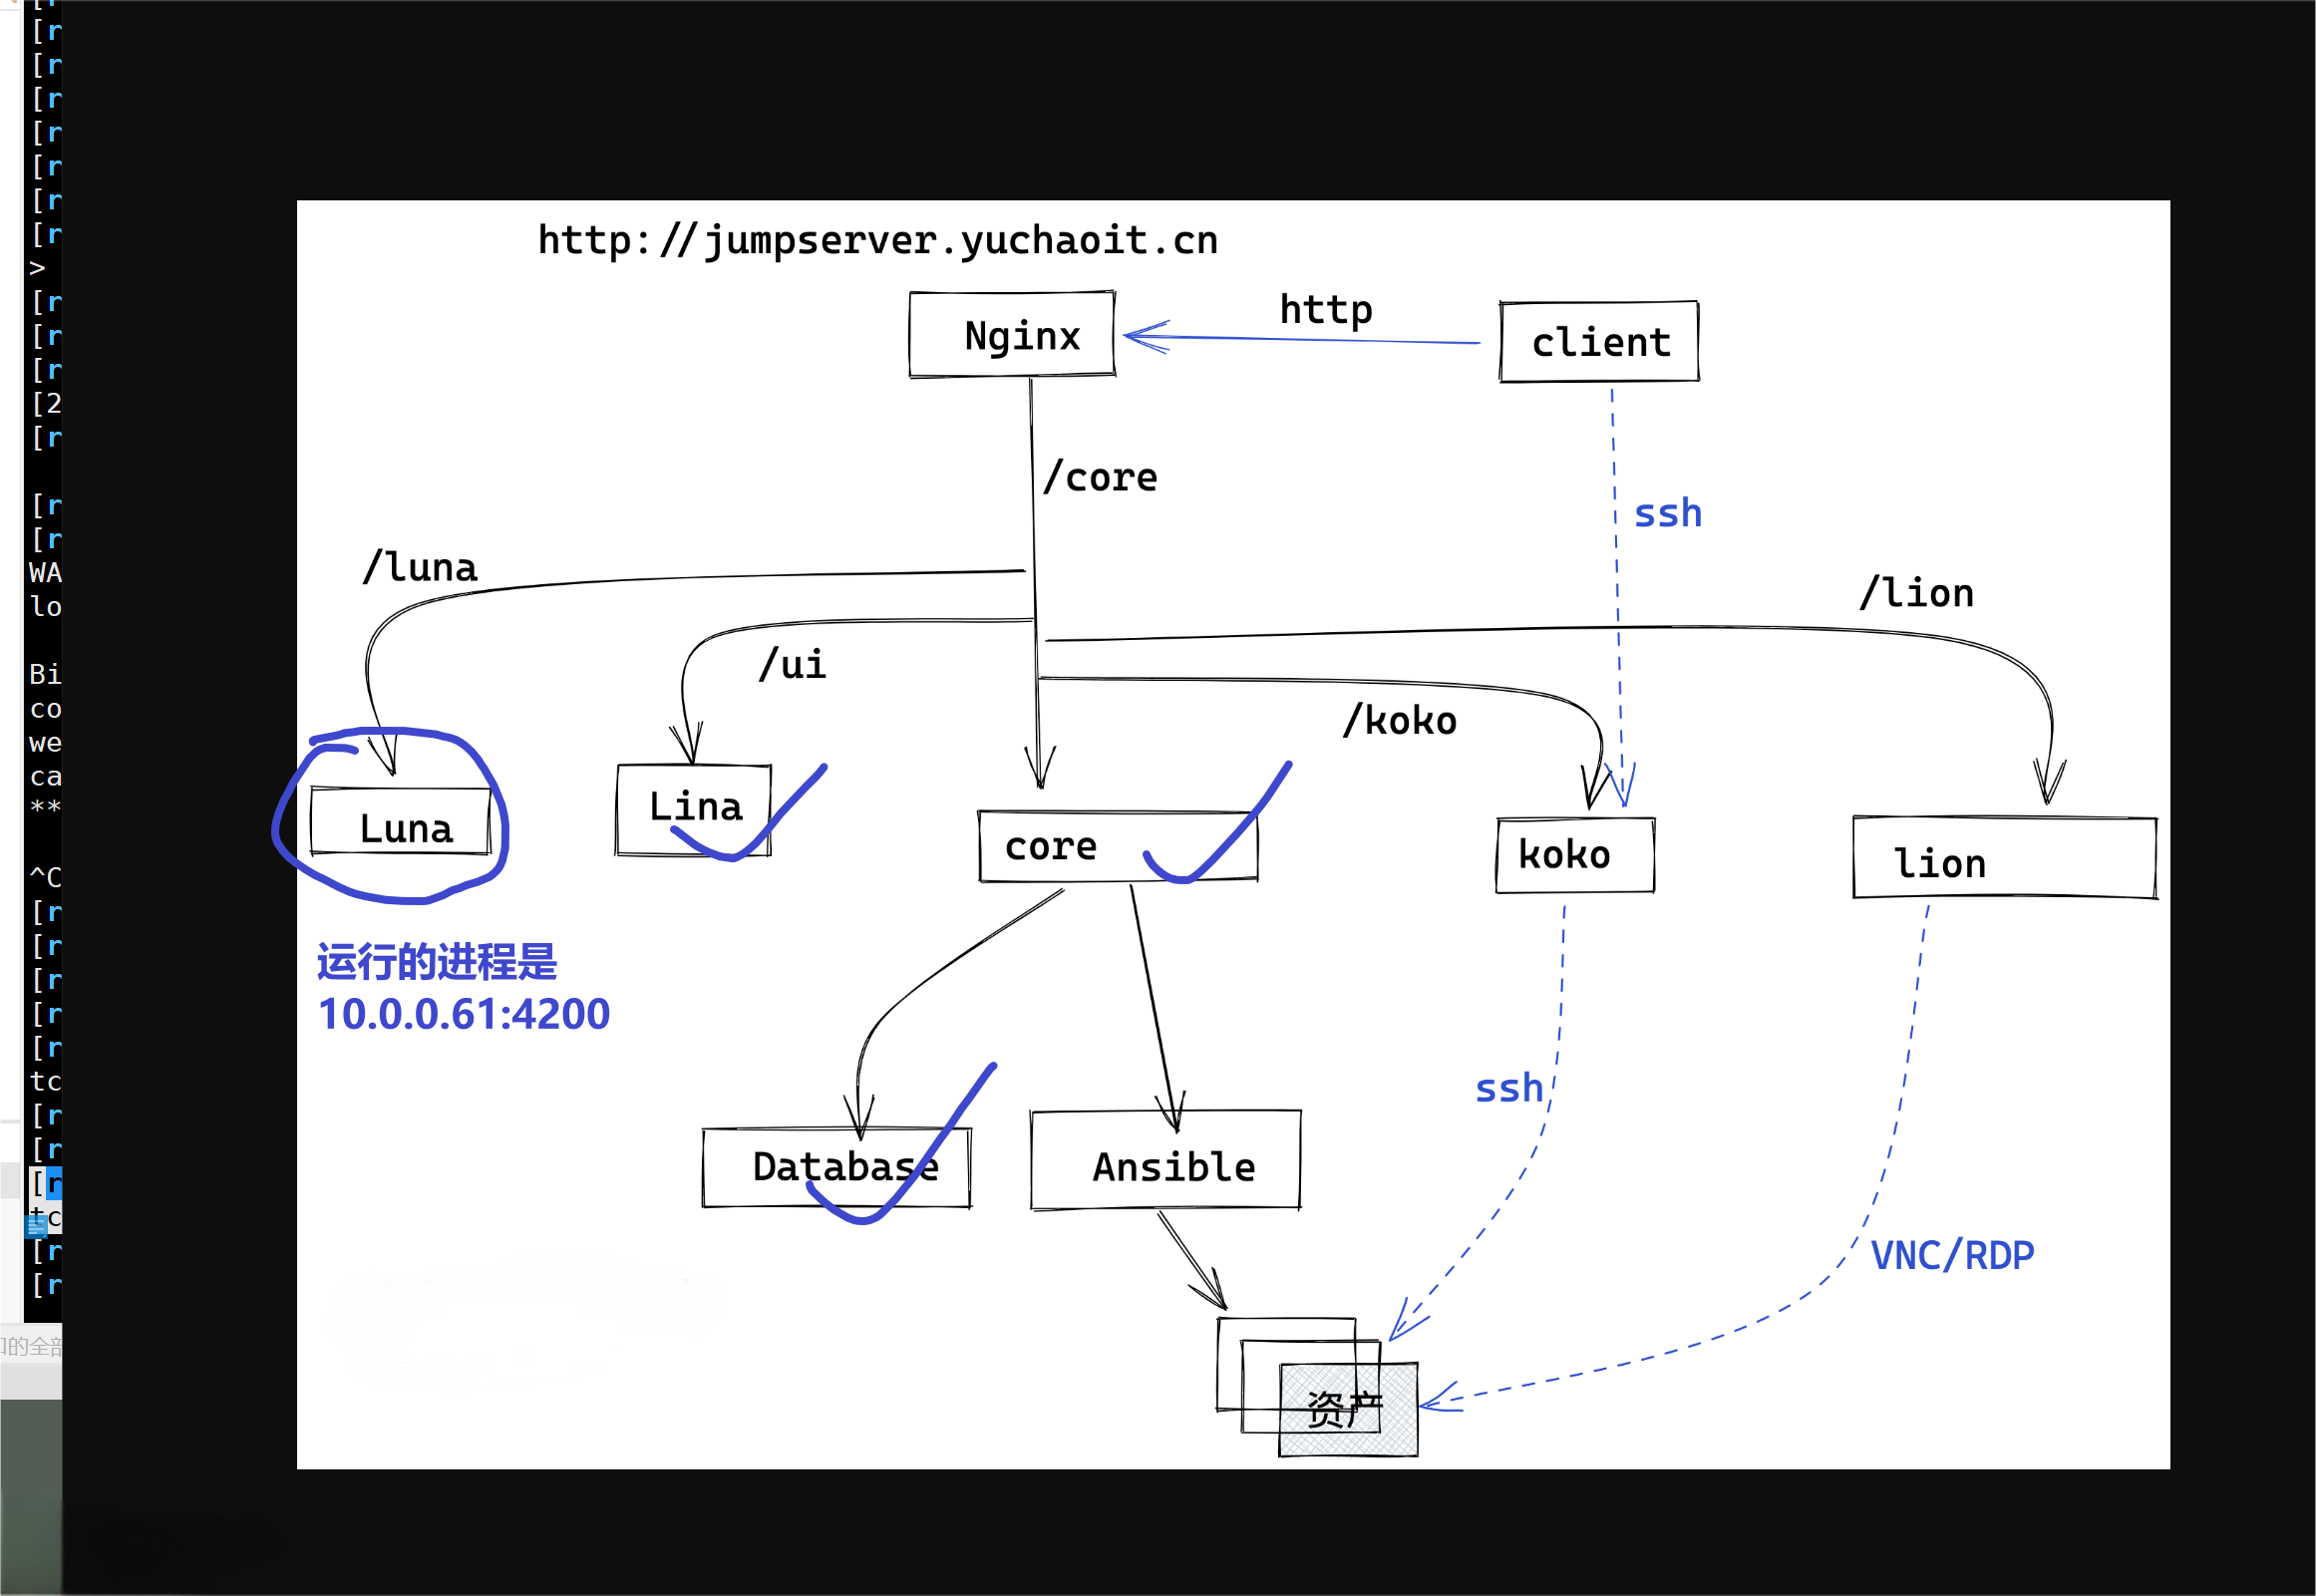 [r
[r
[r
[r
[r
[r
[r
>
[r
[r
[r
[2
[r
[r
[r
WA
lo
Bi
co
we
ca
**
^C
[r
[r
[r
[r
[r
tc
[r
[r
[r
tc
[r
[r
的全部
http://jumpserver.yuchaoit.cn
Nginx
http
client
/core
ssh
/luna
/lion
/ui
/koko
Luna
Lina
core
koko
lion
运行的进程是
10.0.0.61:4200
ssh
Database
Ansible
VNC/RDP
资产